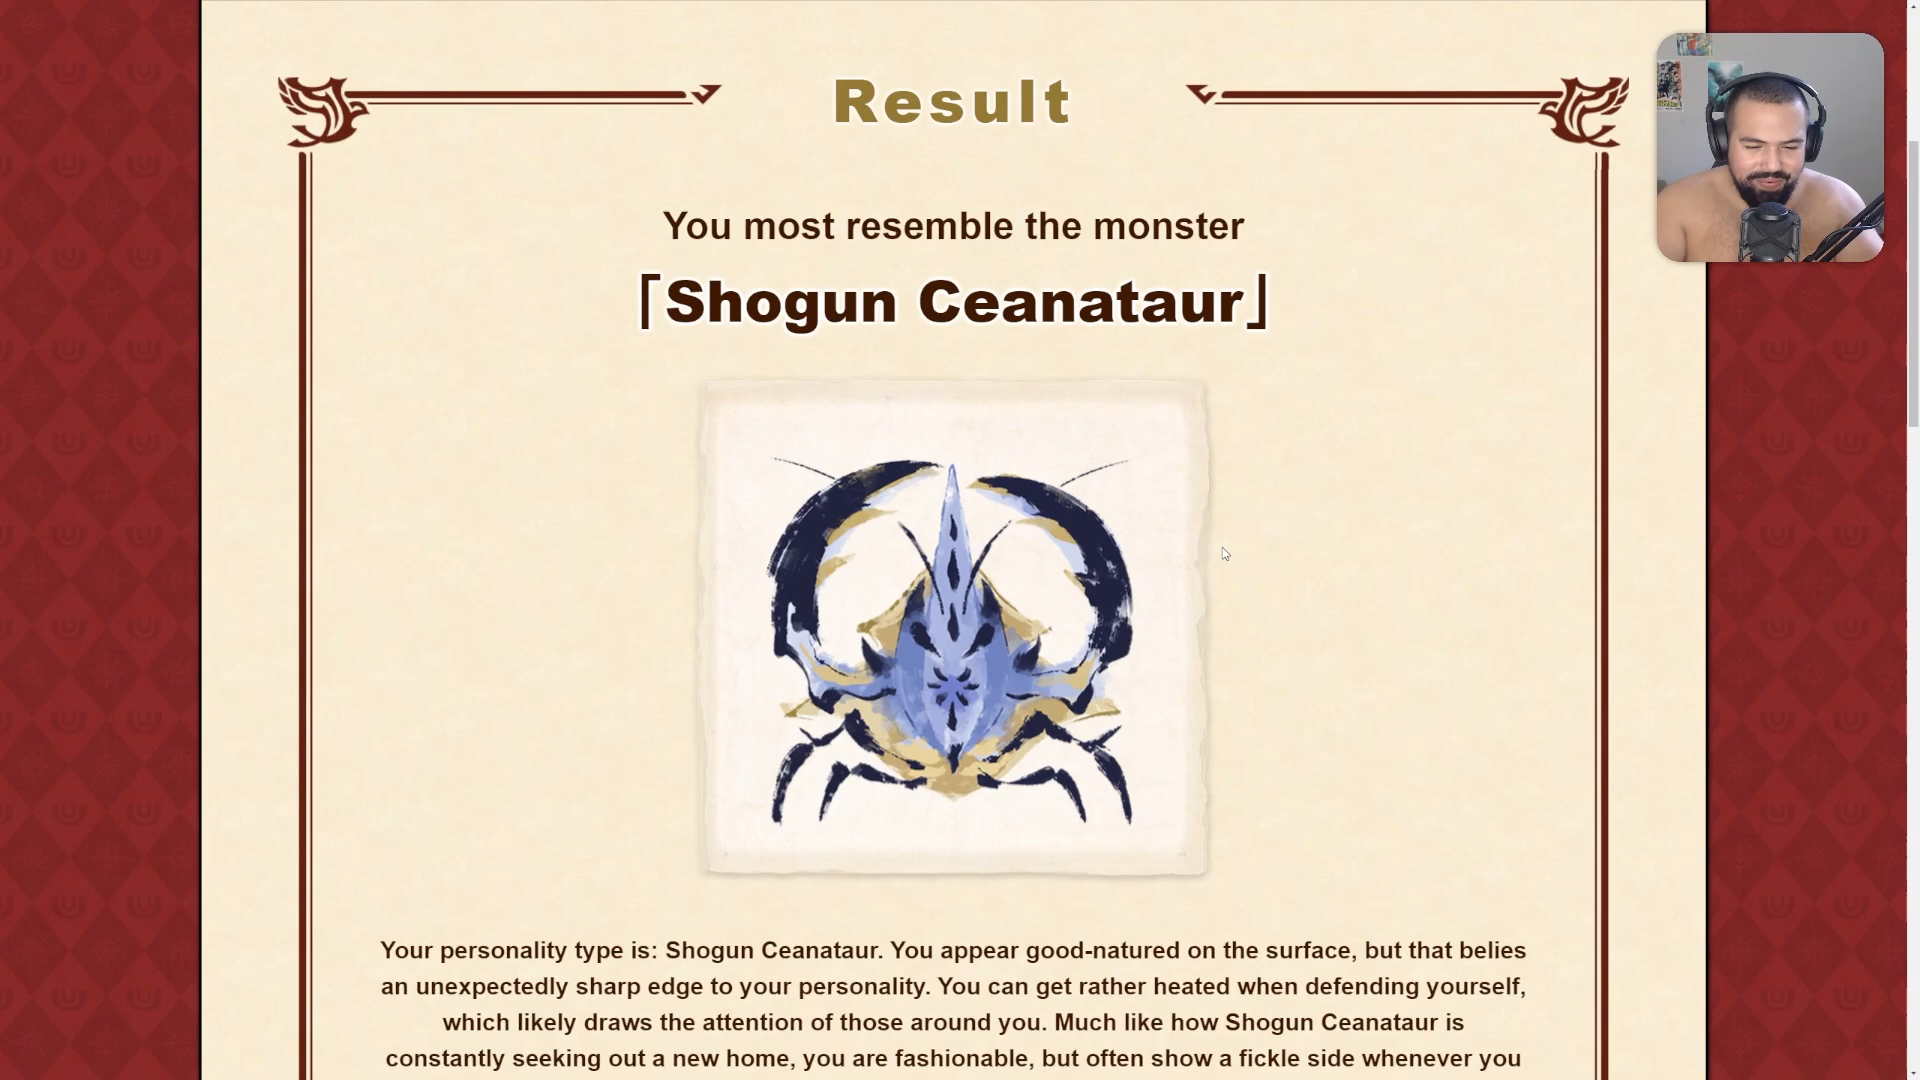 Result
You most resemble the monster
「Shogun Ceanataur」
Your personality type is: Shogun Ceanataur. You appear good-natured on the surface, but that belies
an unexpectedly sharp edge to your personality. You can get rather heated when defending yourself,
which likely draws the attention of those around you. Much like how Shogun Ceanataur is
constantly seeking out a new home, you are fashionable, but often show a fickle side whenever you